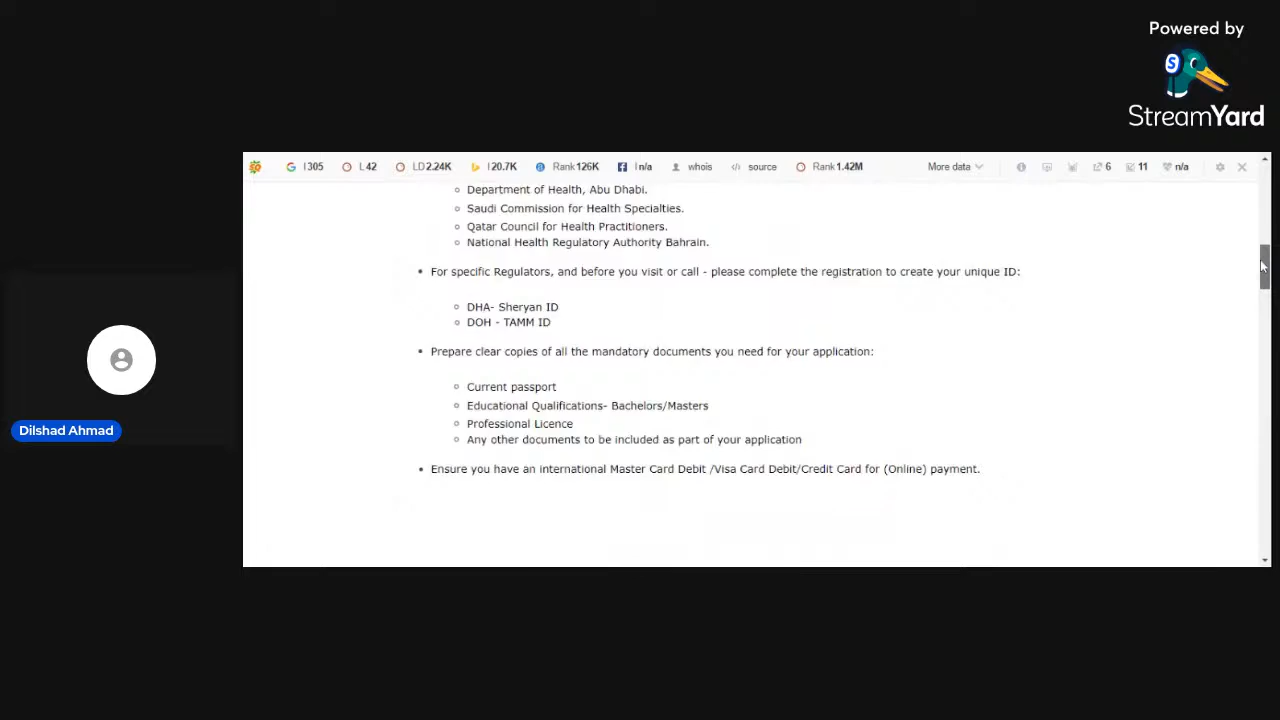 Powered by
StreamYard
I 305 L 42 LD 2.24K I 20.7K Rank 126K I n/a whois source Rank 1.42M More data 6 11 n/a
Department of Health, Abu Dhabi.
Saudi Commission for Health Specialties.
Qatar Council for Health Practitioners.
National Health Regulatory Authority Bahrain.
For specific Regulators, and before you visit or call - please complete the registration to create your unique ID:
DHA- Sheryan ID
DOH - TAMM ID
Prepare clear copies of all the mandatory documents you need for your application:
Current passport
Educational Qualifications- Bachelors/Masters
Professional Licence
Any other documents to be included as part of your application
Ensure you have an international Master Card Debit /Visa Card Debit/Credit Card for (Online) payment.
Dilshad Ahmad